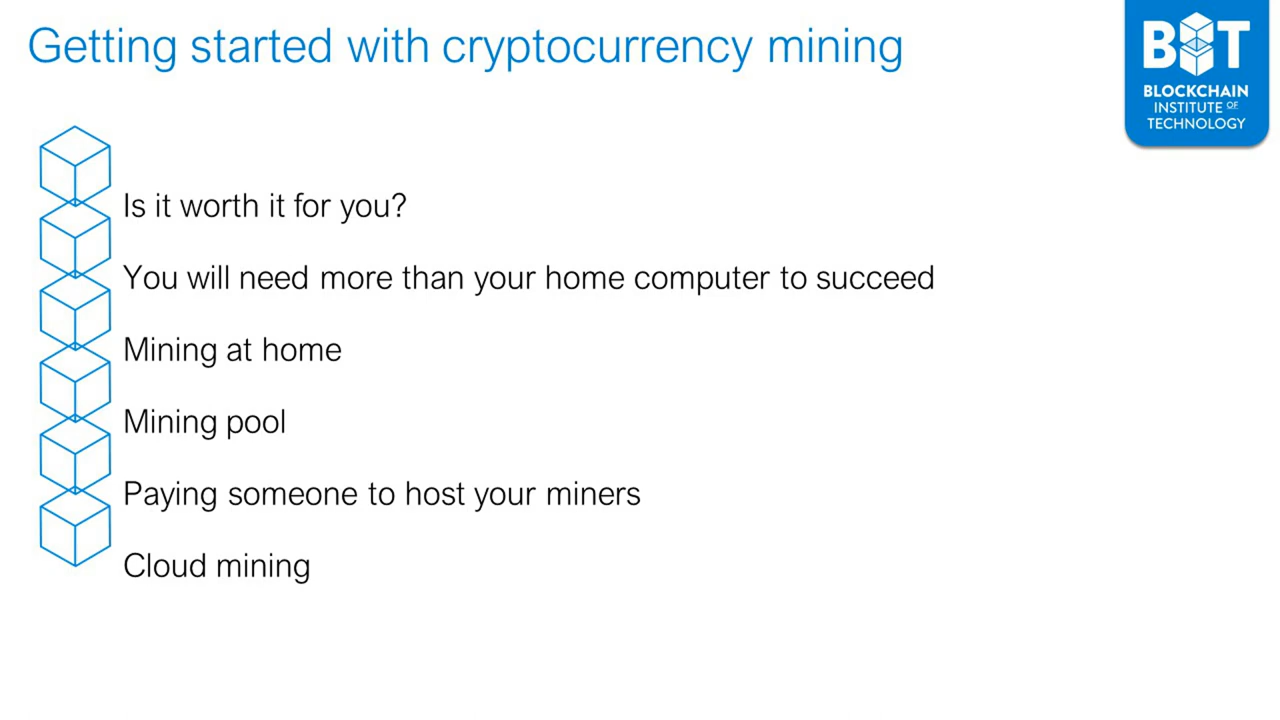 Getting started with cryptocurrency mining
BIT
BLOCKCHAIN
INSTITUTE OF
TECHNOLOGY
Is it worth it for you?
You will need more than your home computer to succeed
Mining at home
Mining pool
Paying someone to host your miners
Cloud mining